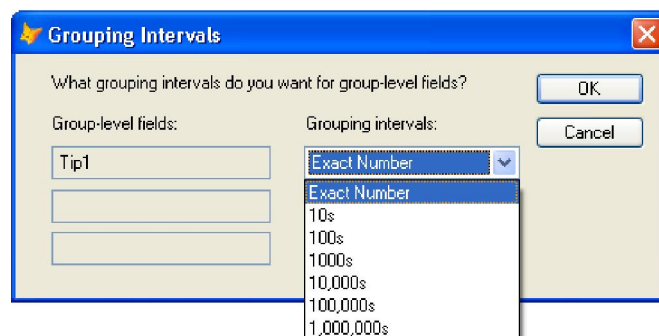 Grouping Intervals
What grouping intervals do you want for group-level fields?
OK
Group-level fields:
Grouping intervals:
Cancel
Tip1
Exact Number
Exact Number
10s
100s
1000s
10,000s
100,000s
1,000,000s